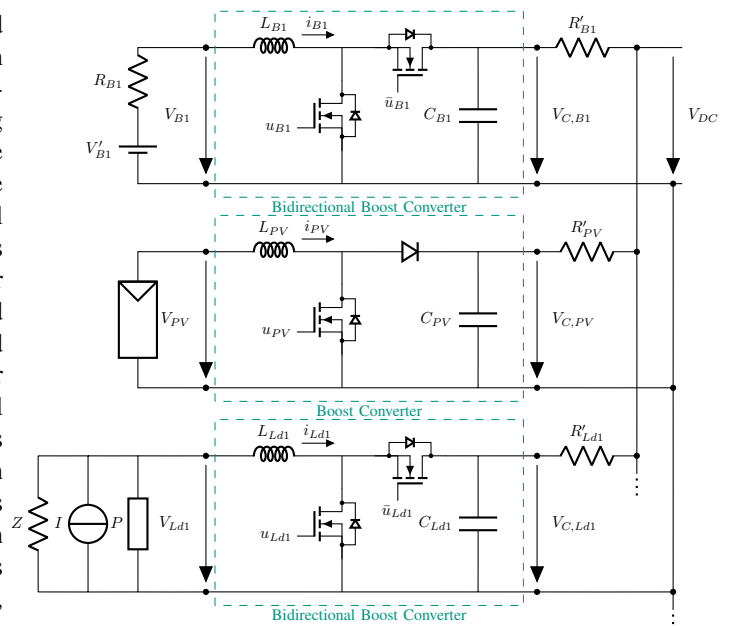 L_{B1} i_{B1} R'_{B1}
R_{B1}
V_{B1} ū_{B1} V_{DC}
u_{B1} C_{B1} V_{C,B1}
V'_{B1}
Bidirectional Boost Converter
L_{PV} i_{PV} R'_{PV}
V_{PV} u_{PV} C_{PV} V_{C,PV}
Boost Converter
L_{Ld1} i_{Ld1} R'_{Ld1}
ū_{Ld1}
Z I P V_{Ld1} u_{Ld1} C_{Ld1} V_{C,Ld1}
Bidirectional Boost Converter